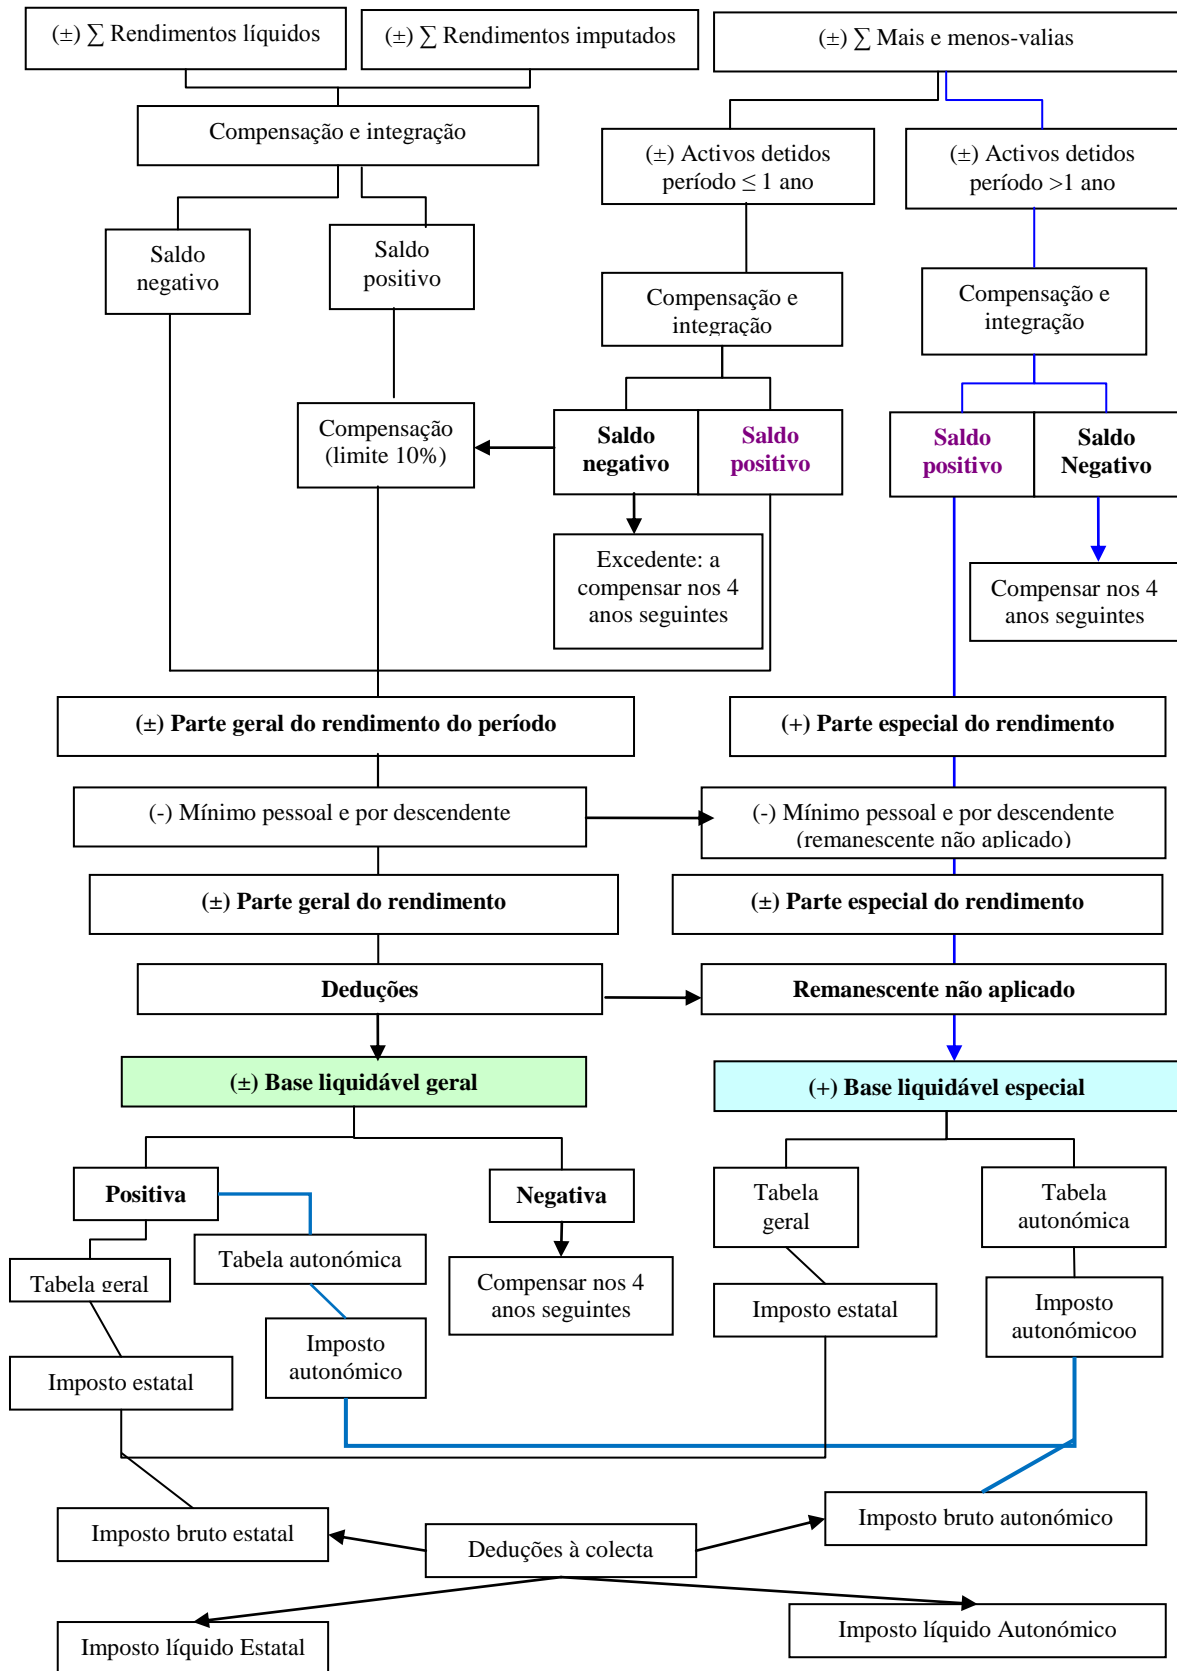 (±) ∑ Rendimentos líquidos
(±) ∑ Rendimentos imputados
(±) ∑ Mais e menos-valias
Compensação e integração
(±) Activos detidos
período ≤ 1 ano
(±) Activos detidos
período >1 ano
Saldo
negativo
Saldo
positivo
Compensação e
integração
Compensação e
integração
Compensação
(limite 10%)
Saldo
negativo
Saldo
positivo
Saldo
positivo
Saldo
Negativo
Excedente: a
compensar nos 4
anos seguintes
Compensar nos 4
anos seguintes
(±) Parte geral do rendimento do período
(+) Parte especial do rendimento
(-) Mínimo pessoal e por descendente
(-) Mínimo pessoal e por descendente
(remanescente não aplicado)
(±) Parte geral do rendimento
(±) Parte especial do rendimento
Deduções
Remanescente não aplicado
(±) Base liquidável geral
(+) Base liquidável especial
Positiva
Negativa
Tabela
geral
Tabela
autonómica
Tabela geral
Tabela autonómica
Compensar nos 4
anos seguintes
Imposto estatal
Imposto
autonómicoo
Imposto estatal
Imposto
autonómico
Imposto bruto estatal
Deduções à colecta
Imposto bruto autonómico
Imposto líquido Estatal
Imposto líquido Autonómico